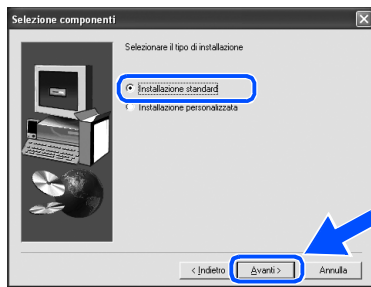 Selezione componenti
Selezionare il tipo di installazione
Installazione standard
Installazione personalizzata
< Indietro
Avanti >
Annulla